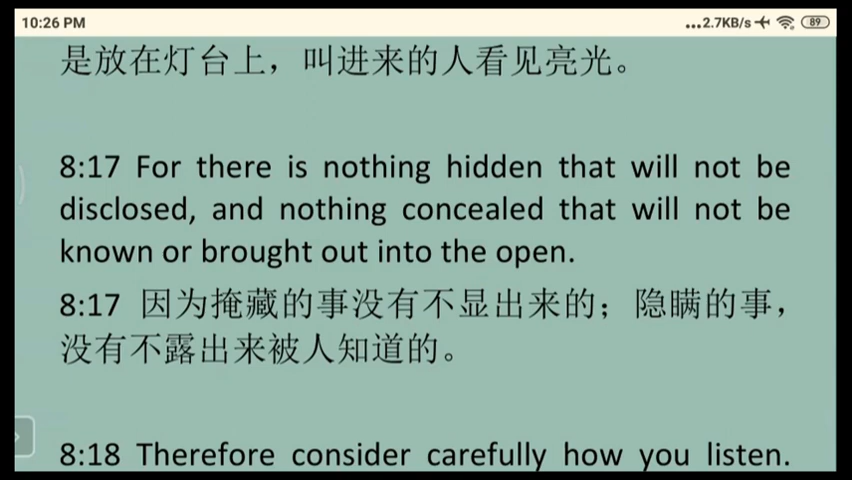 10:26 PM ...2.7KB/s 89
是放在灯台上，叫进来的人看见亮光。
8:17 For there is nothing hidden that will not be
disclosed, and nothing concealed that will not be
known or brought out into the open.
8:17 因为掩藏的事没有不显出来的；隐瞒的事，
没有不露出来被人知道的。
8:18 Therefore consider carefully how you listen.